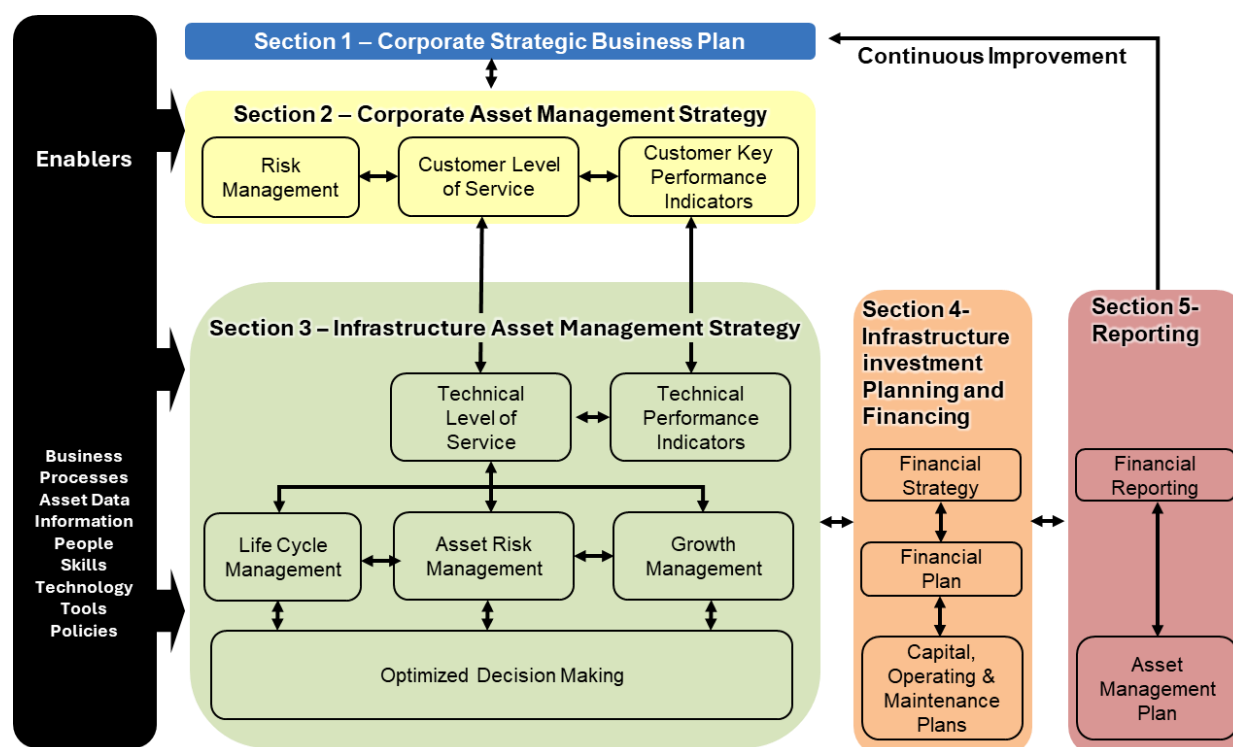 Section 1 – Corporate Strategic Business Plan
Continuous Improvement
Section 2 – Corporate Asset Management Strategy
Enablers
Risk
Management
Customer Level
of Service
Customer Key
Performance
Indicators
Section 3 – Infrastructure Asset Management Strategy
Technical
Level of
Service
Technical
Performance
Indicators
Life Cycle
Management
Asset Risk
Management
Growth
Management
Optimized Decision Making
Section 4-
Infrastructure
investment
Planning and
Financing
Financial
Strategy
Financial
Plan
Capital,
Operating &
Maintenance
Plans
Section 5-
Reporting
Financial
Reporting
Asset
Management
Plan
Business
Processes
Asset Data
Information
People
Skills
Technology
Tools
Policies